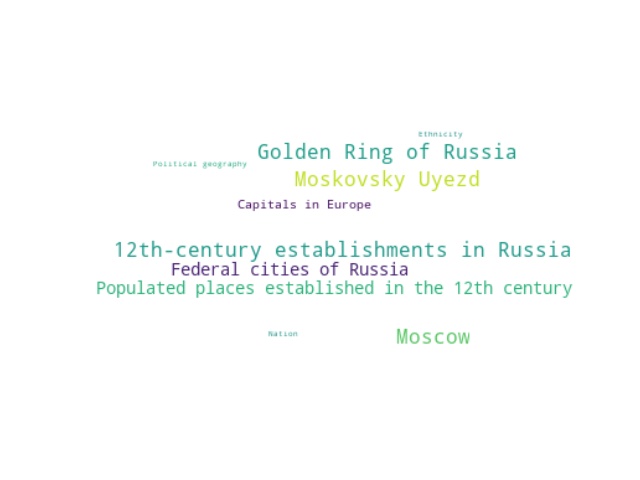 Ethnicity
Golden Ring of Russia
Political geography
Moskovsky Uyezd
Capitals in Europe
12th-century establishments in Russia
Federal cities of Russia
Populated places established in the 12th century
Nation
Moscow